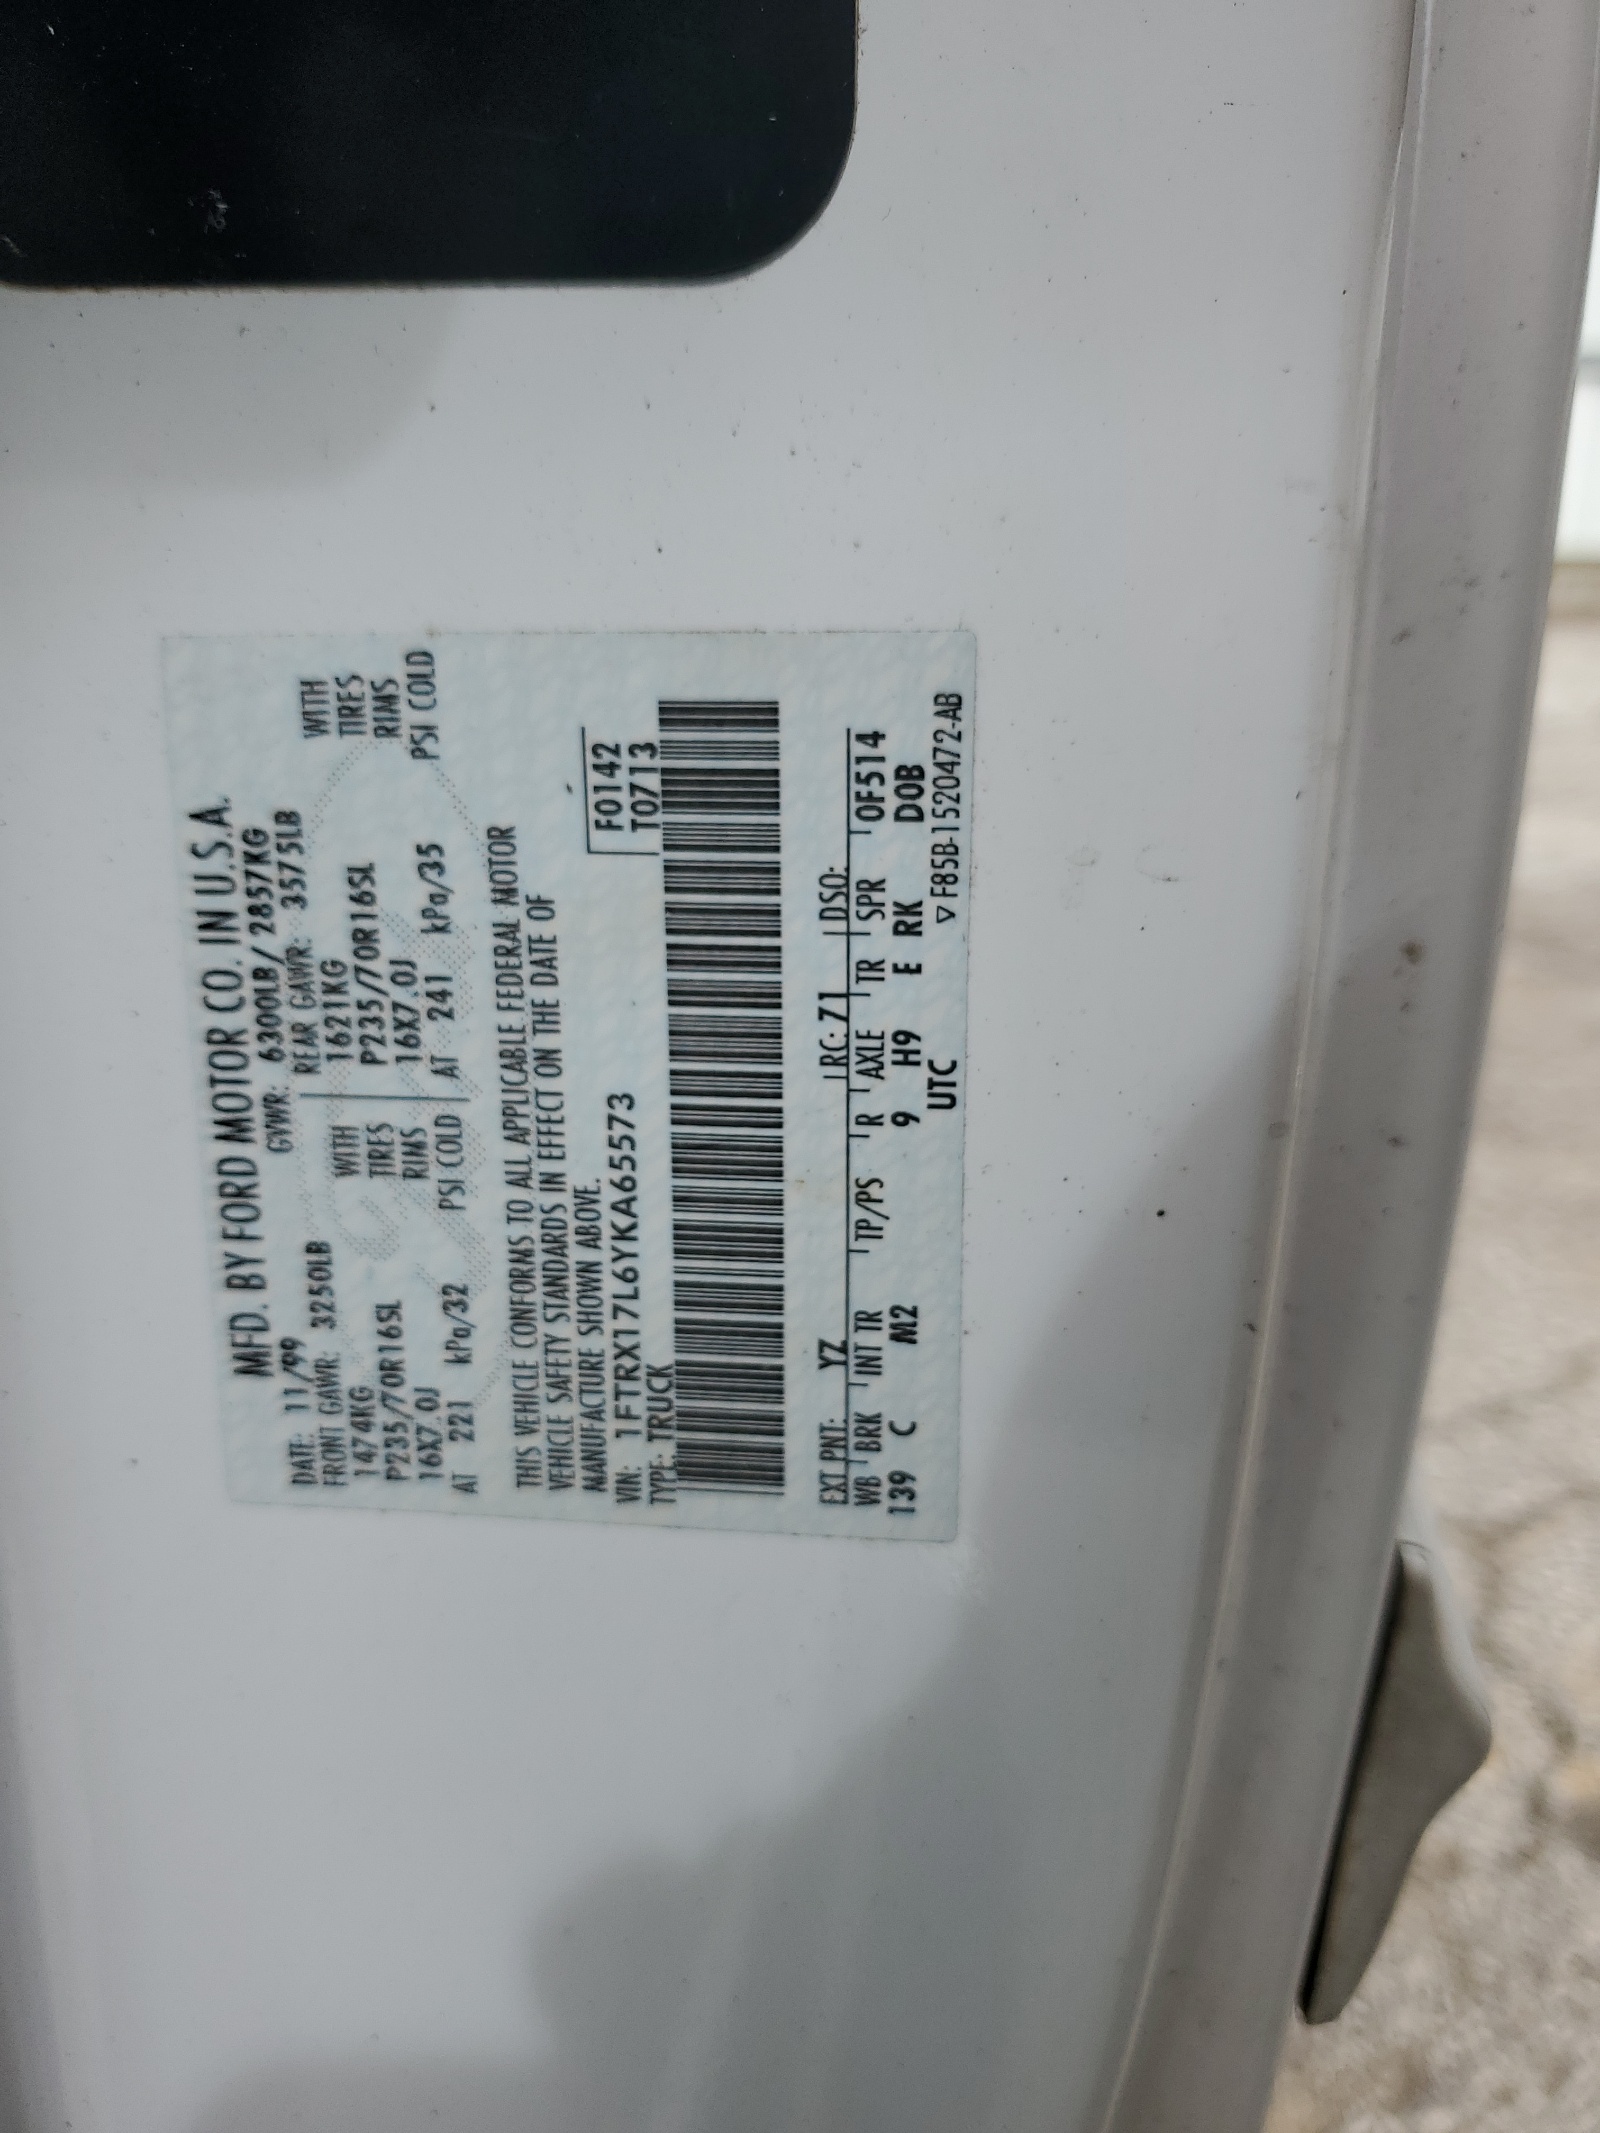 MFD. BY FORD MOTOR CO. IN U.S.A.
DATE: 11/99 GVWR: 6300LB/2857KG
FRONT GAWR: 3250LB REAR GAWR: 3575LB
1474KG WITH 1621KG WITH
P235/70R16SL TIRES P235/70R16SL TIRES
16X7.0J RIMS 16X7.0J RIMS
AT 221 kPa/32 PSI COLD AT 241 kPa/35 PSI COLD
THIS VEHICLE CONFORMS TO ALL APPLICABLE FEDERAL MOTOR
VEHICLE SAFETY STANDARDS IN EFFECT ON THE DATE OF
MANUFACTURE SHOWN ABOVE.
VIN: 1FTRX17L6YKA65573 F0142
TYPE: TRUCK T0713
EXT PNT: YZ RC: 71 DSO:
WB BRK INT TR TP/PS R AXLE TR SPR 0F514
139 C M2 9 H9 E RK DOB
UTC ▽ F85B-1520472-AB